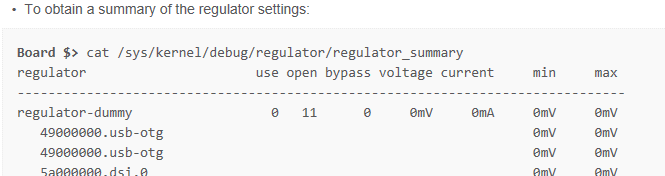 • To obtain a summary of the regulator settings:
Board $> cat /sys/kernel/debug/regulator/regulator_summary
regulator use open bypass voltage current min max
--------------------------------------------------------------------------------
regulator-dummy 0 11 0 0mV 0mA 0mV 0mV
49000000.usb-otg 0mV 0mV
49000000.usb-otg 0mV 0mV
5a000000.dsi.0 0mV 0mV